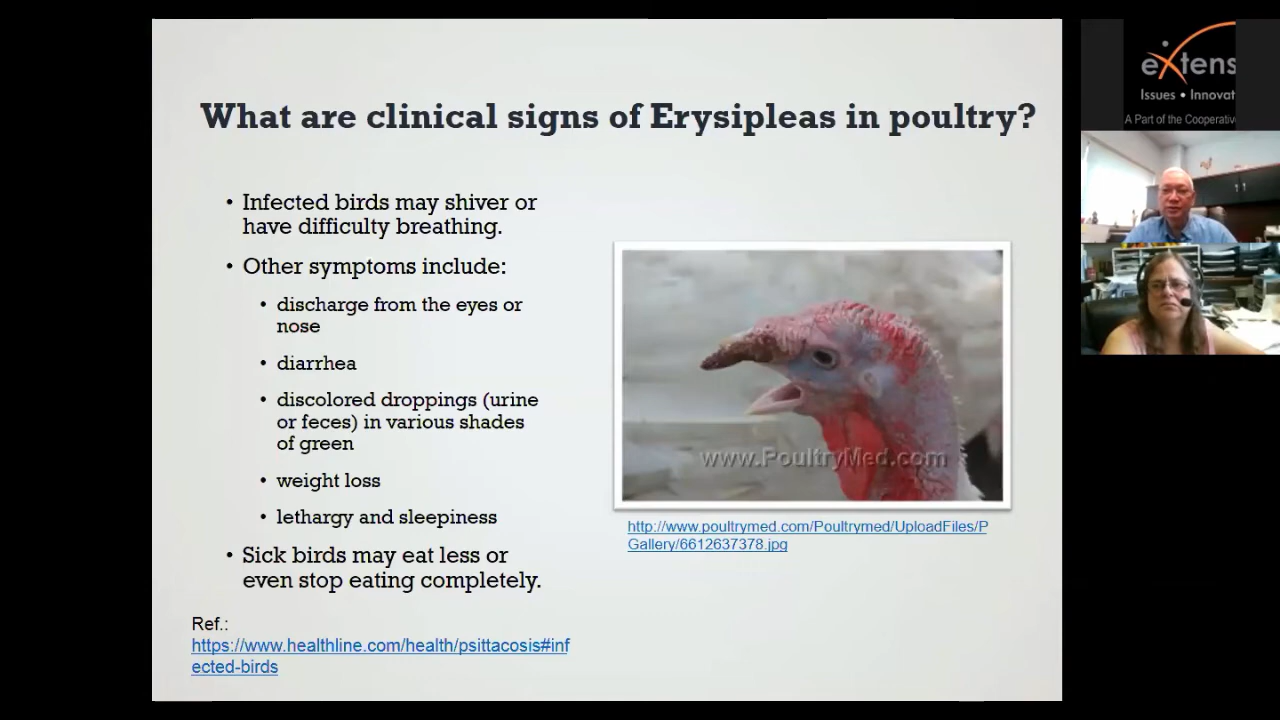 What are clinical signs of Erysipleas in poultry?
• Infected birds may shiver or
have difficulty breathing.
• Other symptoms include:
• discharge from the eyes or
nose
• diarrhea
• discolored droppings (urine
or feces) in various shades
of green
• weight loss
• lethargy and sleepiness
• Sick birds may eat less or
even stop eating completely.
Ref.:
https://www.healthline.com/health/psittacosis#inf
ected-birds
www.PoultryMed.com
http://www.poultrymed.com/Poultrymed/UploadFiles/P
Gallery/6612637378.jpg
eXtens
Issues • Innovat
A Part of the Cooperativ